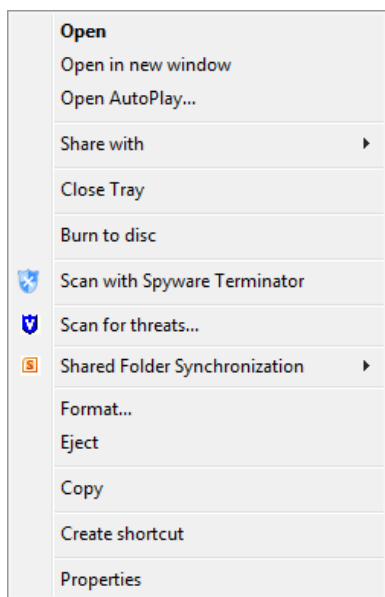 Open
Open in new window
Open AutoPlay...
Share with
Close Tray
Burn to disc
Scan with Spyware Terminator
Scan for threats...
Shared Folder Synchronization
Format...
Eject
Copy
Create shortcut
Properties